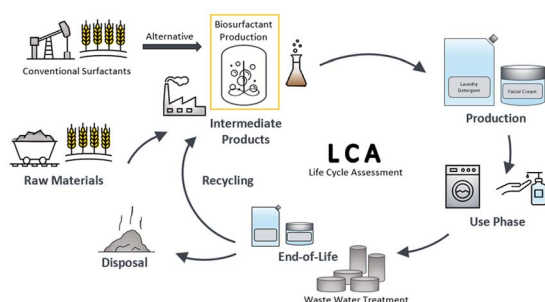 Alternative
Biosurfactant
Production
Conventional Surfactants
Laundry
Detergent
Facial Cream
Production
Intermediate
Products
LCA
Life Cycle Assessment
Raw Materials
Recycling
Use Phase
End-of-Life
Disposal
Waste Water Treatment